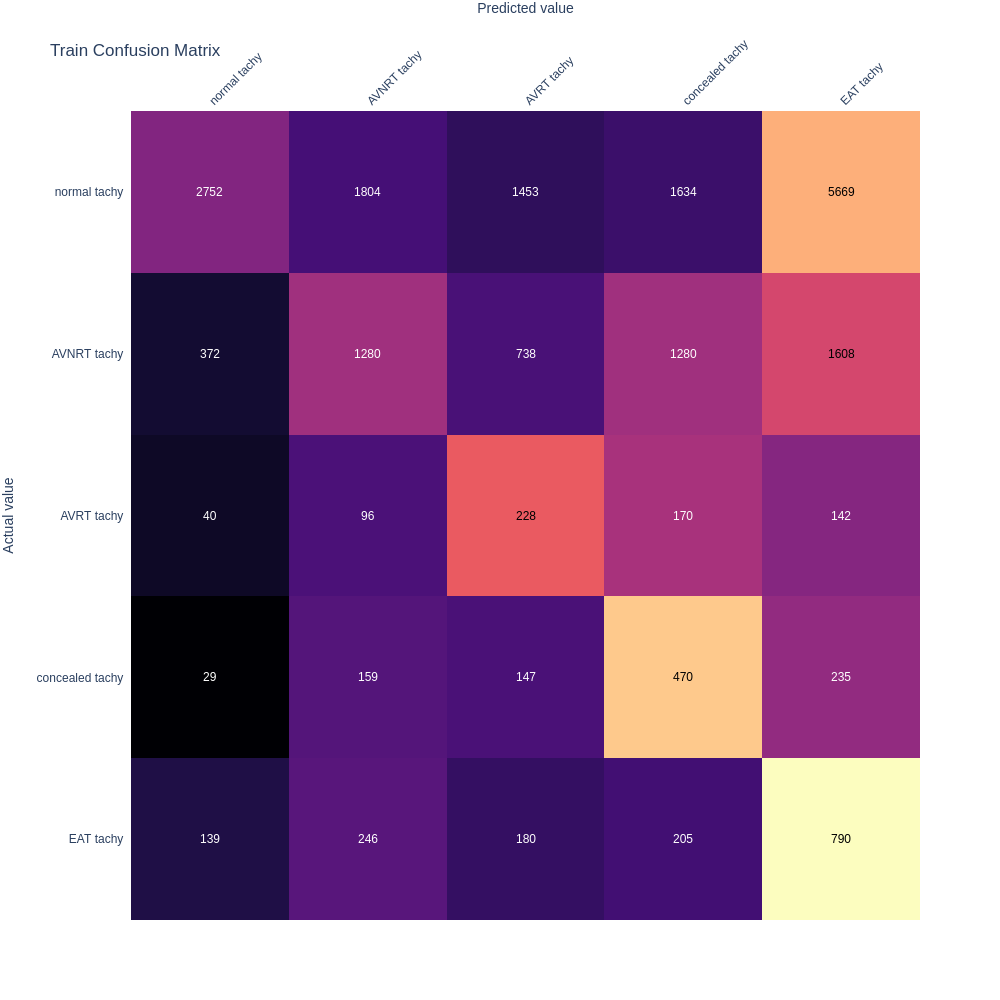 Predicted value
Train Confusion Matrix
normal tachy AVNRT tachy AVRT tachy concealed tachy EAT tachy
normal tachy 2752 1804 1453 1634 5669
AVNRT tachy 372 1280 738 1280 1608
Actual value
AVRT tachy 40 96 228 170 142
concealed tachy 29 159 147 470 235
EAT tachy 139 246 180 205 790